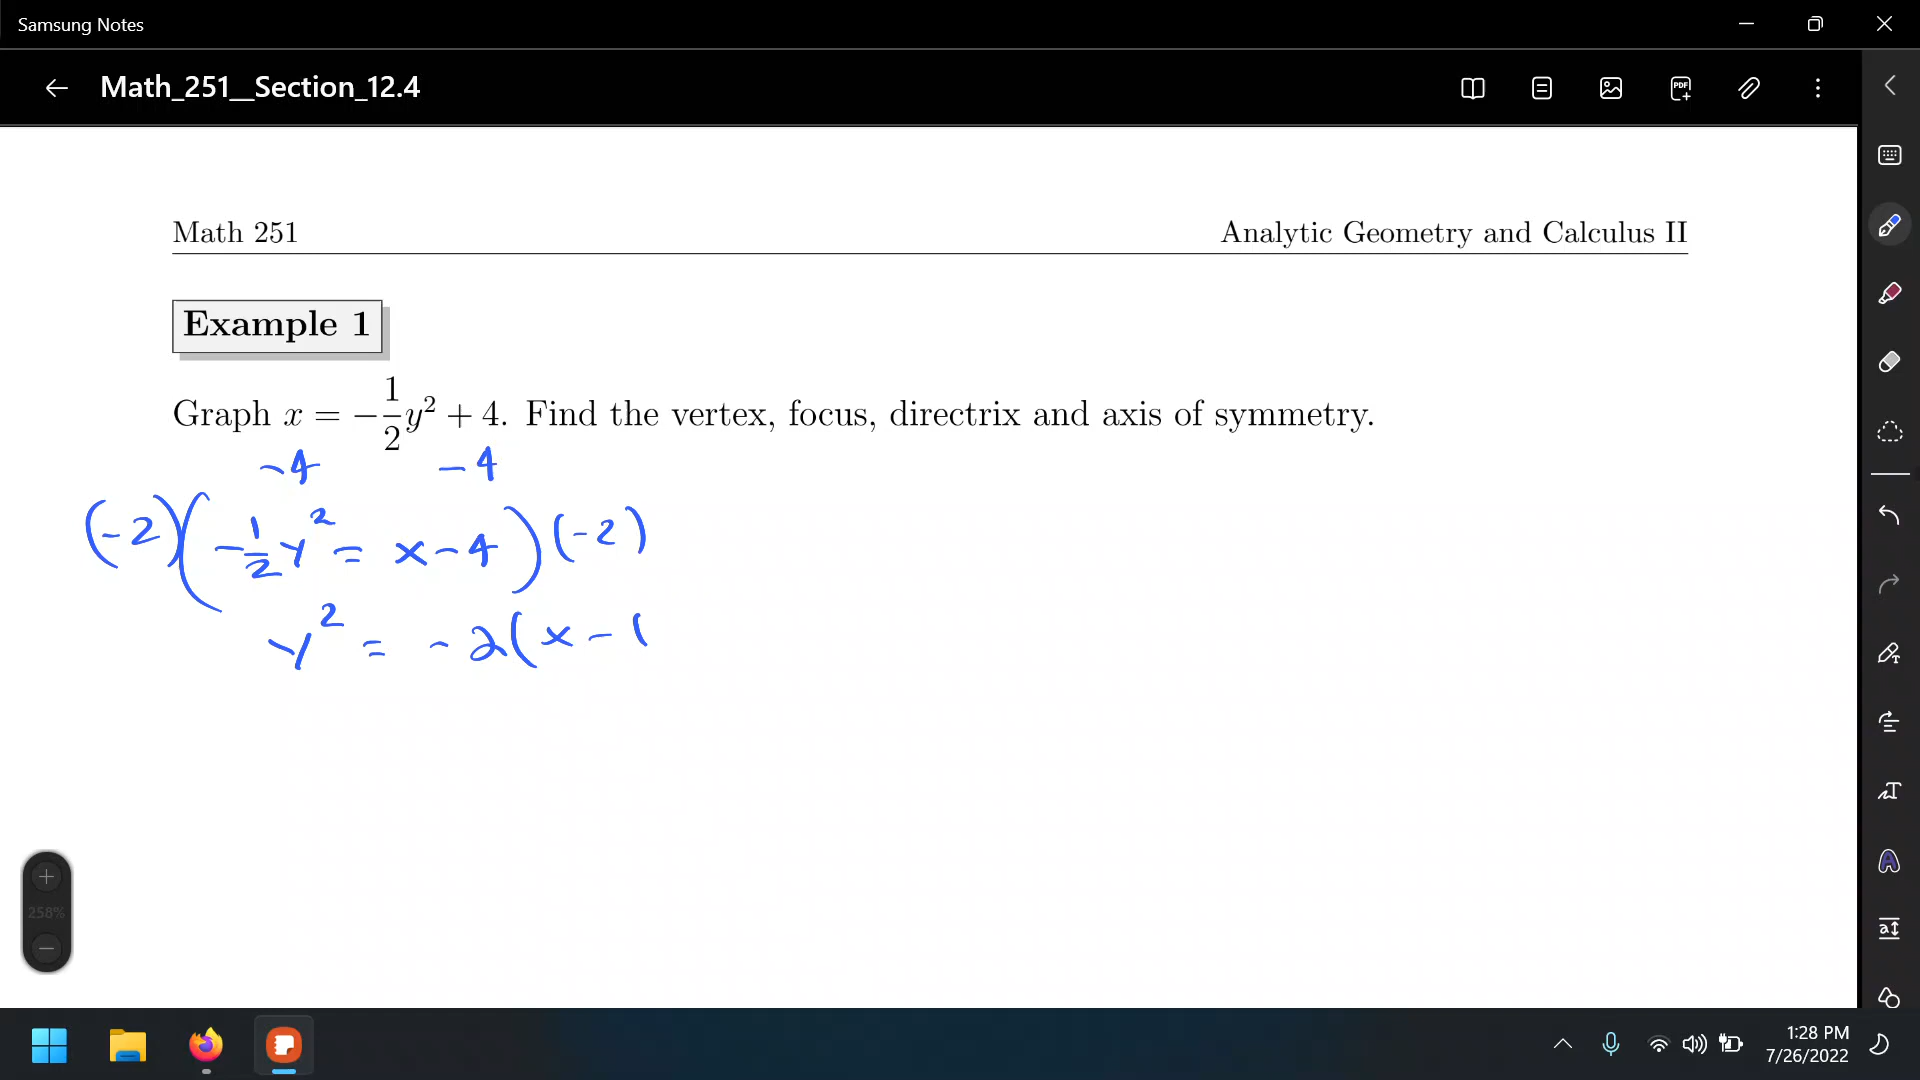 Samsung Notes
Math_251__Section_12.4
PDF
Math 251 Analytic Geometry and Calculus II
Example 1
Graph x = -1/2 y² + 4. Find the vertex, focus, directrix and axis of symmetry.
-4 -4
(-2)(-1/2 y² = x-4)(-2)
y² = -2(x-
258%
1:28 PM
7/26/2022